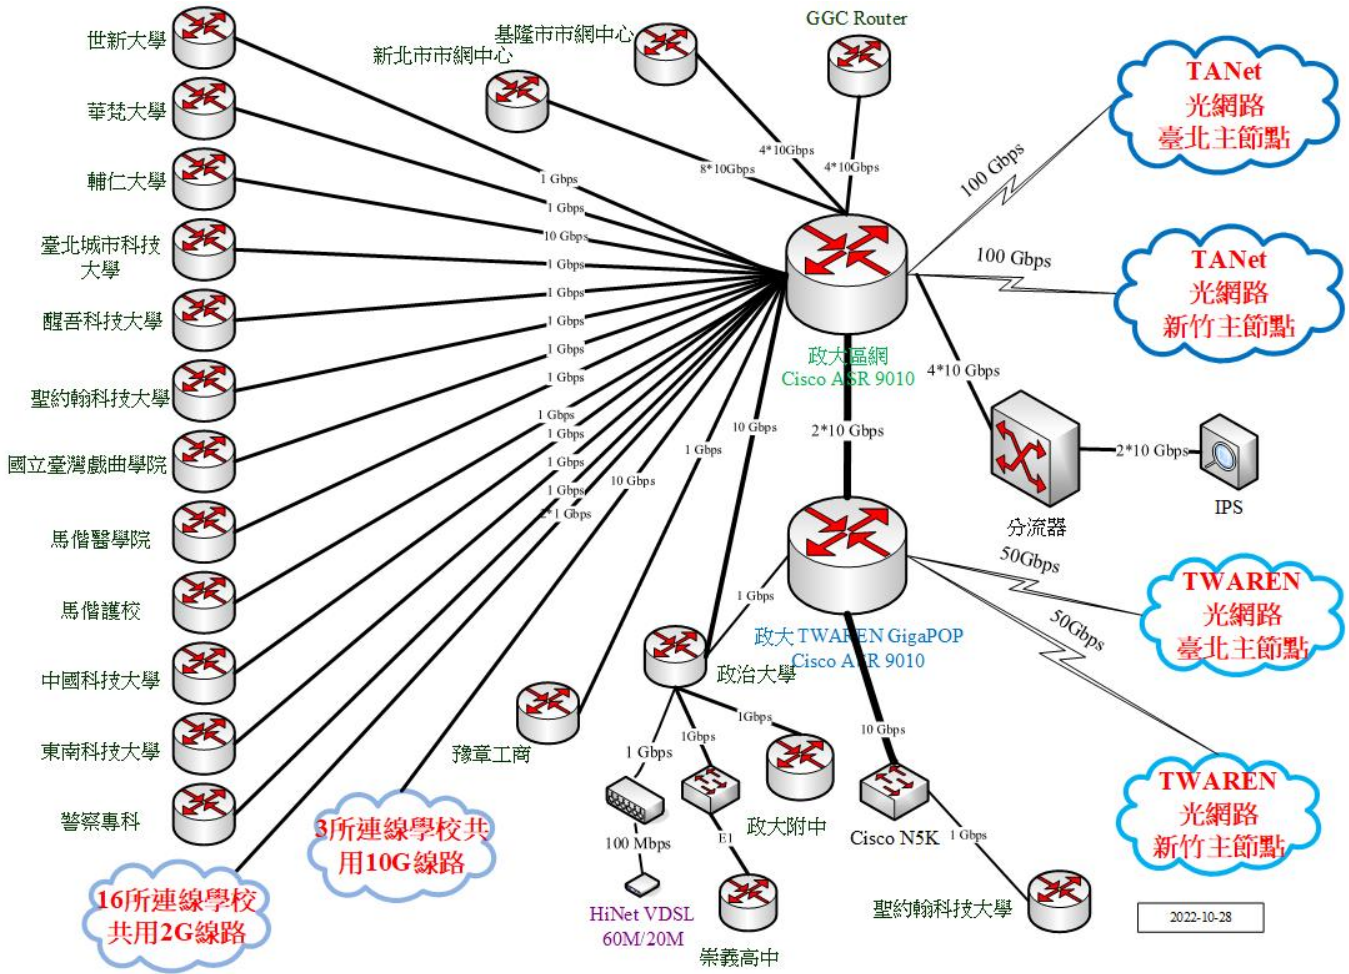 世新大學
華梵大學
輔仁大學
臺北城市科技
大學
醒吾科技大學
聖約翰科技大學
國立臺灣戲曲學院
馬偕醫學院
馬偕護校
中國科技大學
東南科技大學
警察專科
16所連線學校
共用2G線路
3所連線學校共
用10G線路
新北市市網中心
基隆市市網中心
GGC Router
8*10Gbps
4*10Gbps
4*10Gbps
1 Gbps
1 Gbps
10 Gbps
1 Gbps
1 Gbps
1 Gbps
1 Gbps
1 Gbps
1 Gbps
1 Gbps
1 Gbps
1 Gbps
2*1 Gbps
10 Gbps
1 Gbps
10 Gbps
政大區網
Cisco ASR 9010
2*10 Gbps
100 Gbps
TANet
光網路
臺北主節點
100 Gbps
TANet
光網路
新竹主節點
4*10 Gbps
分流器
2*10 Gbps
IPS
政大 TWAREN GigaPOP
Cisco ASR 9010
50Gbps
TWAREN
光網路
臺北主節點
50Gbps
TWAREN
光網路
新竹主節點
1 Gbps
政治大學
豫章工商
1 Gbps
1Gbps
1Gbps
100 Mbps
HiNet VDSL
60M/20M
E1
崇義高中
政大附中
10 Gbps
Cisco N5K
1 Gbps
聖約翰科技大學
2022-10-28